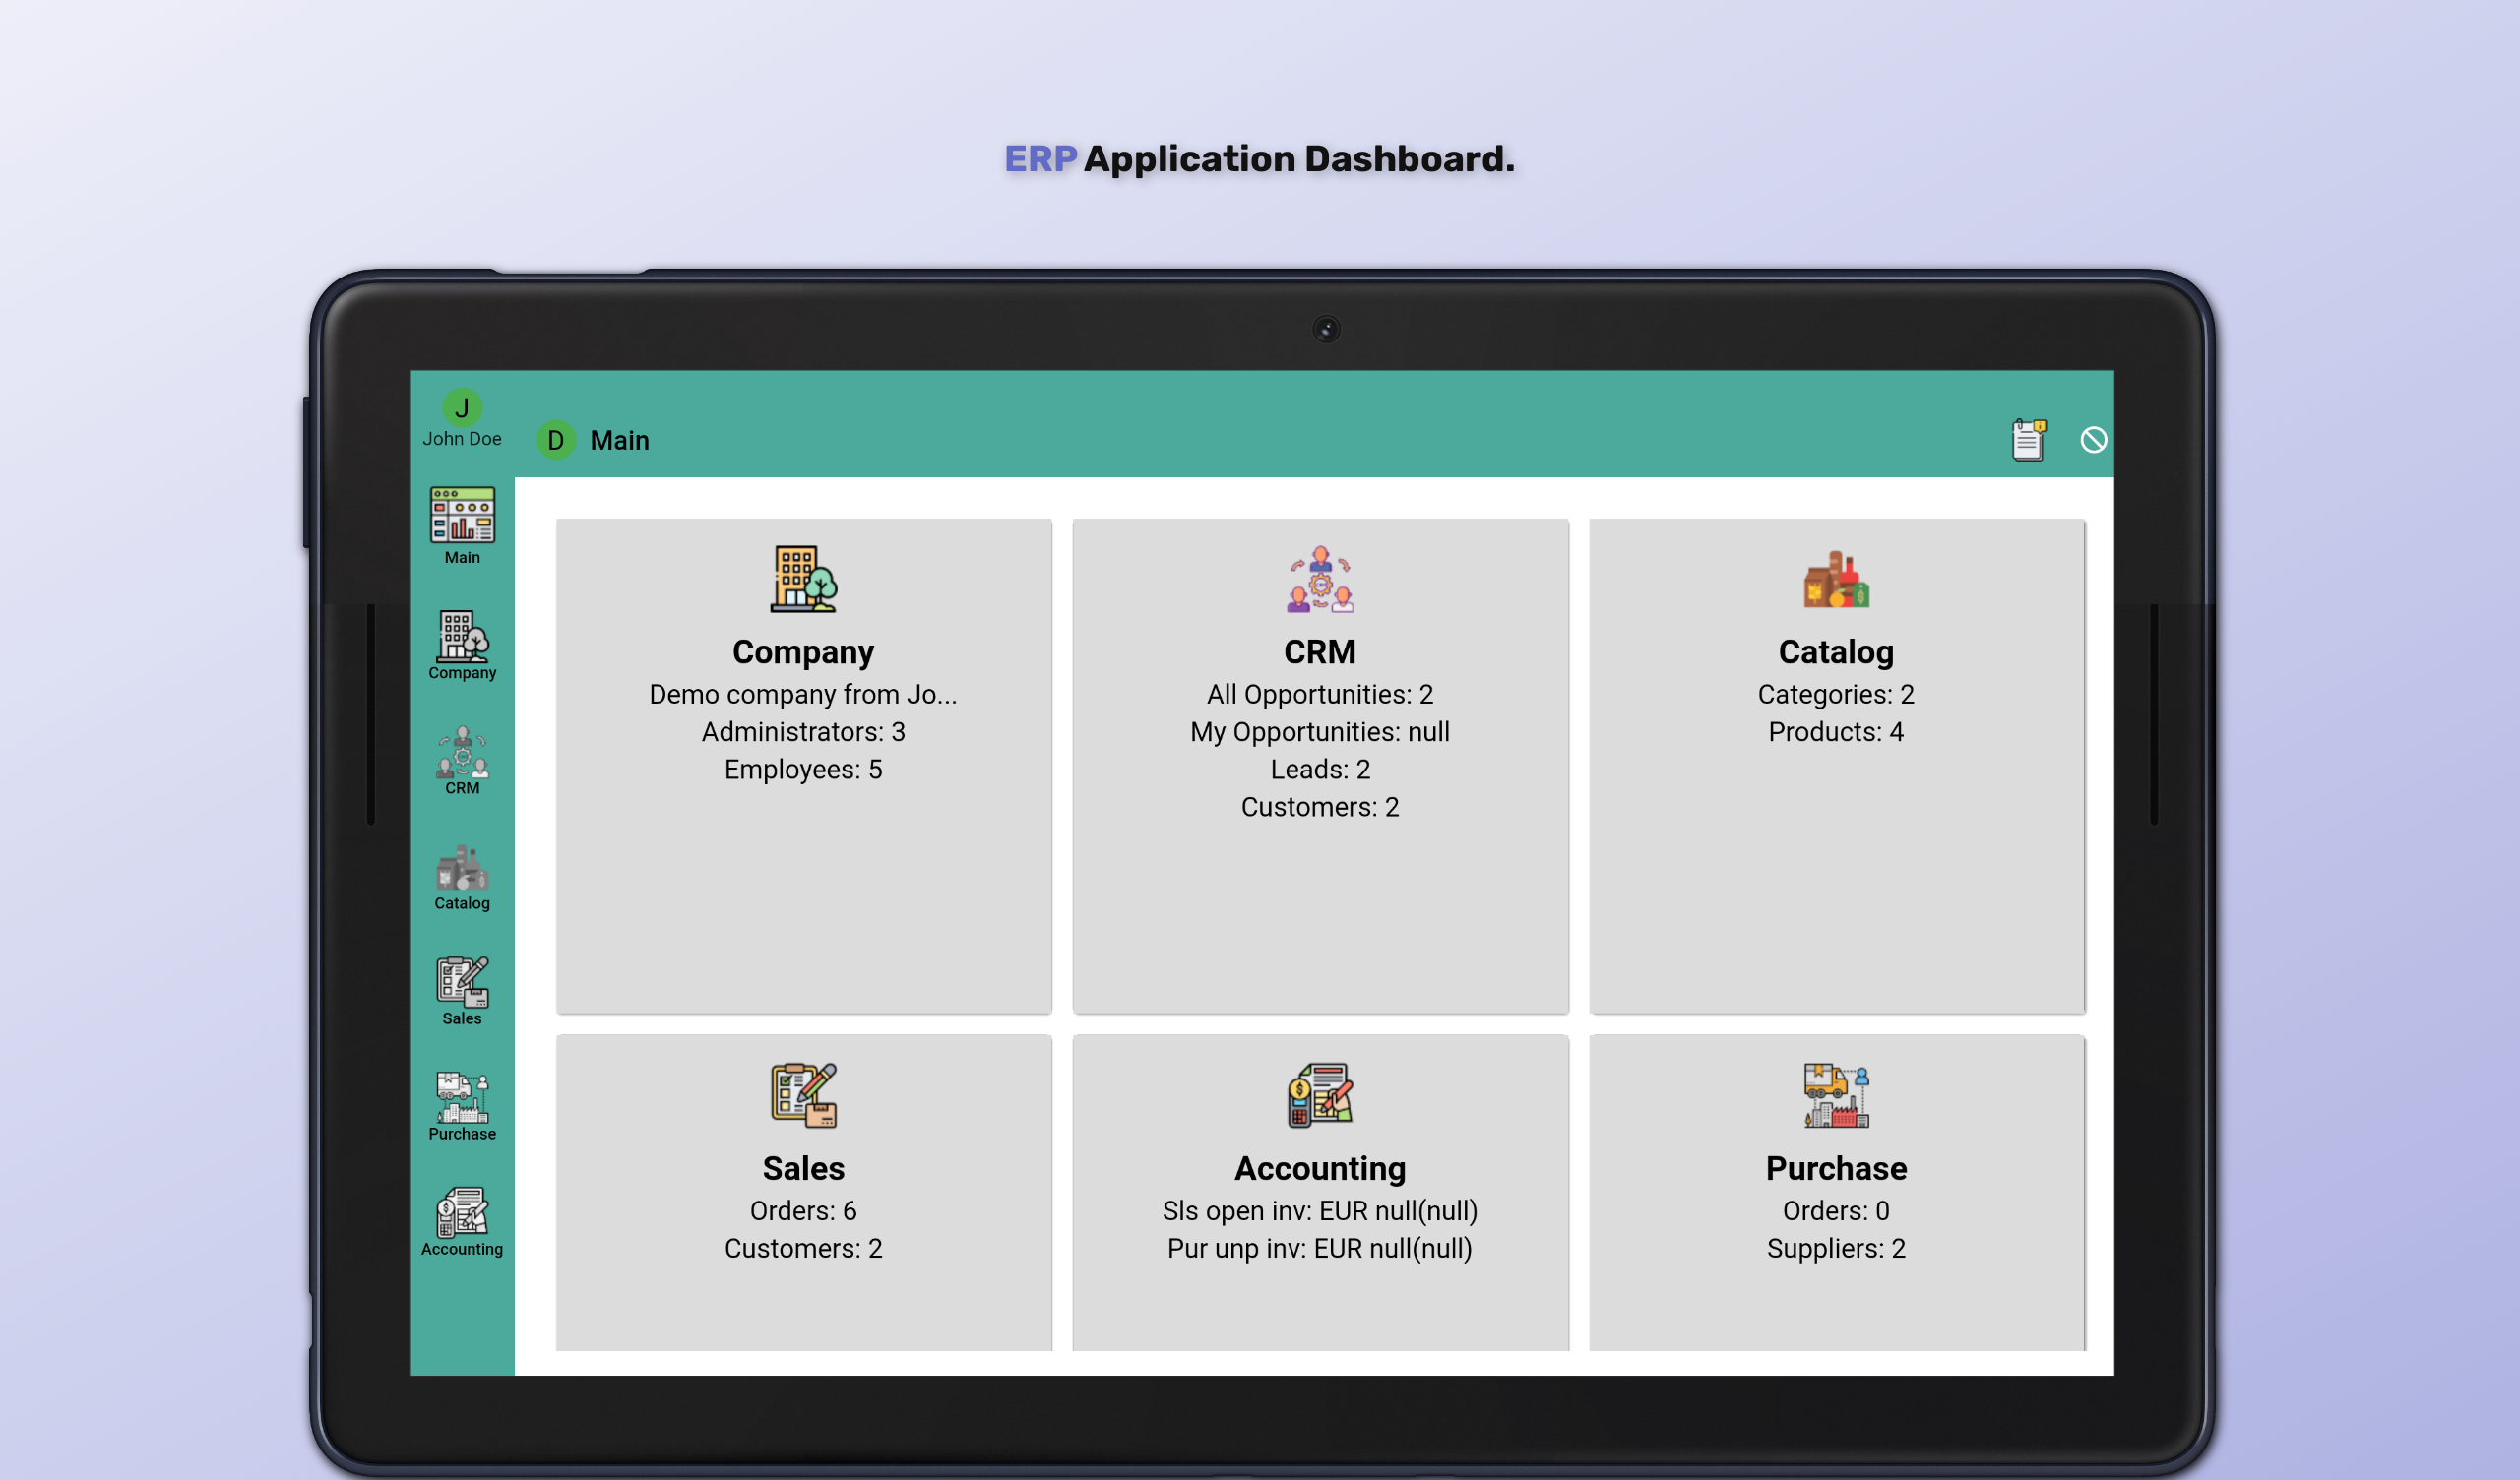 ERP Application Dashboard.
J
John Doe
D Main
Main
Company
CRM
Catalog
Sales
Purchase
Accounting
Company
Demo company from Jo...
Administrators: 3
Employees: 5
CRM
All Opportunities: 2
My Opportunities: null
Leads: 2
Customers: 2
Catalog
Categories: 2
Products: 4
Sales
Orders: 6
Customers: 2
Accounting
Sls open inv: EUR null(null)
Pur unp inv: EUR null(null)
Purchase
Orders: 0
Suppliers: 2